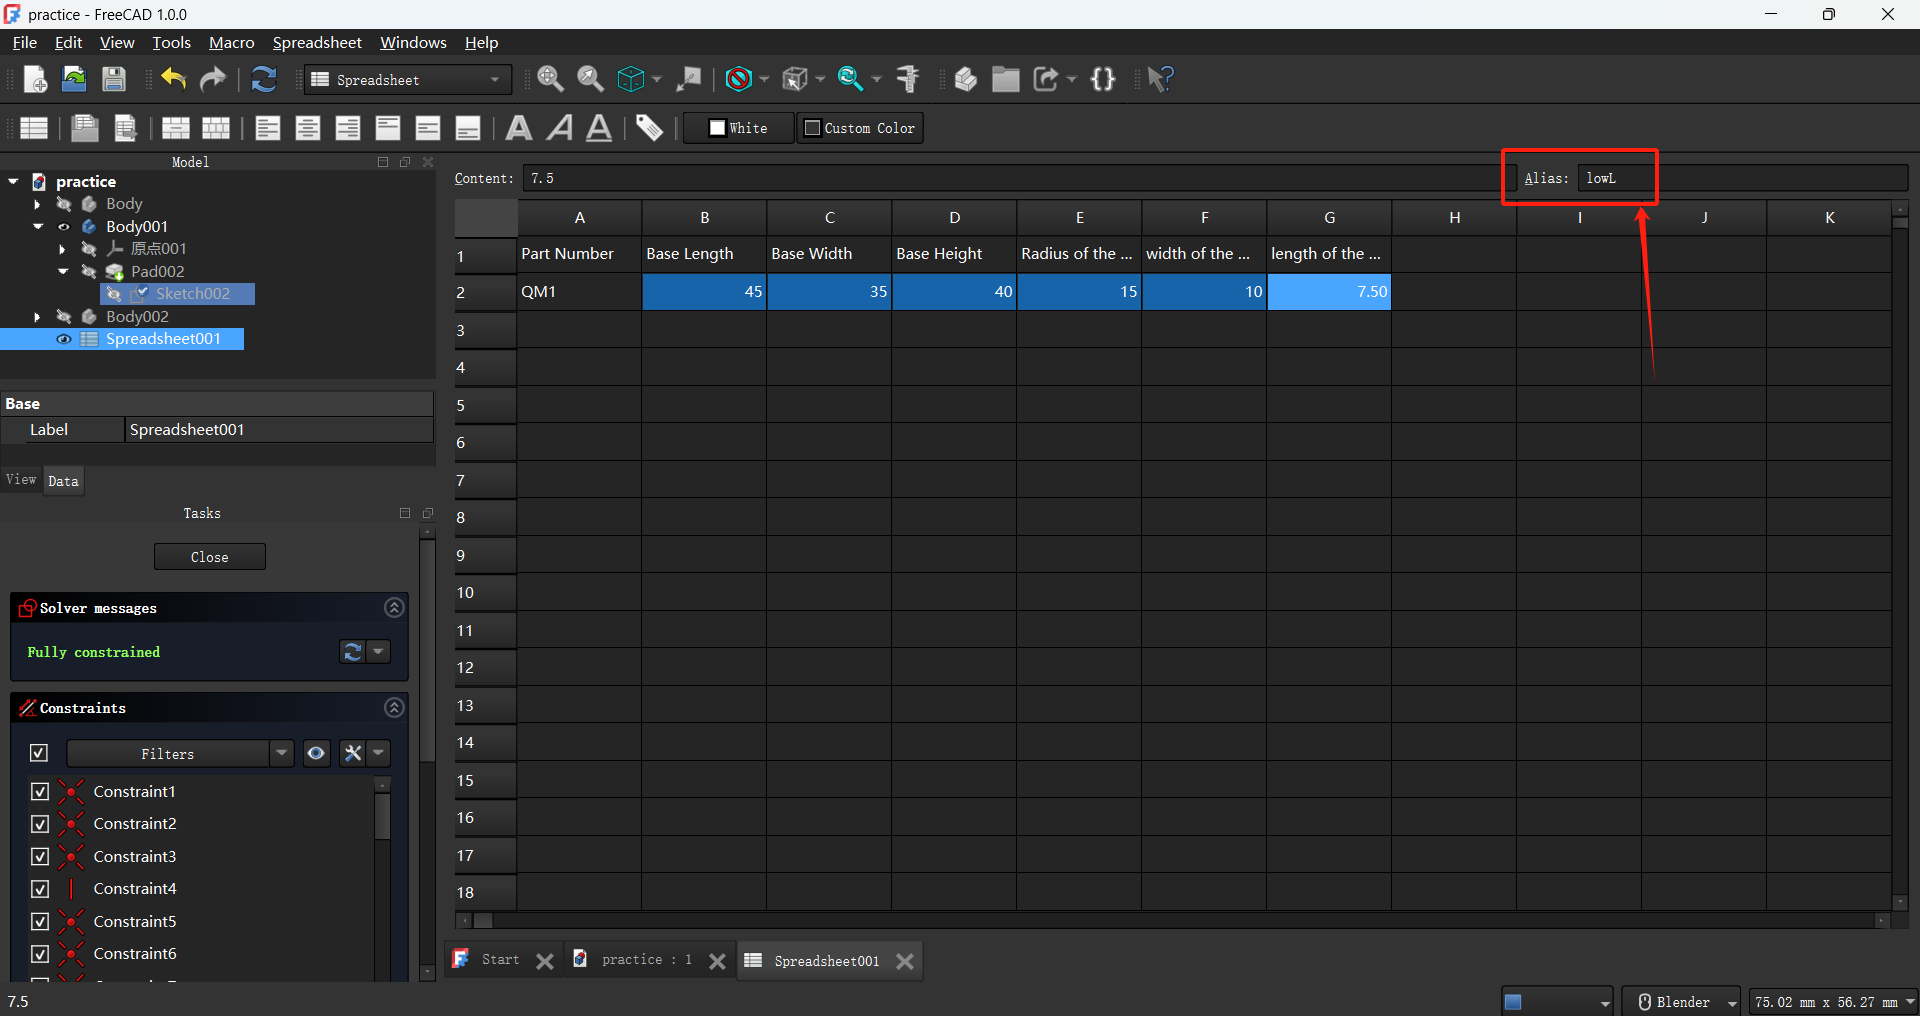 practice - FreeCAD 1.0.0
File Edit View Tools Macro Spreadsheet Windows Help
Spreadsheet
White Custom Color
Model
practice
Body
Body001
原点001
Pad002
Sketch002
Body002
Spreadsheet001
Base
Label Spreadsheet001
View Data
Tasks
Close
Solver messages
Fully constrained
Constraints
Filters
Constraint1
Constraint2
Constraint3
Constraint4
Constraint5
Constraint6
Content: 7.5 Alias: lowL
A B C D E F G H I J K
1 Part Number Base Length Base Width Base Height Radius of the ... width of the ... length of the ...
2 QM1 45 35 40 15 10 7.50
3
4
5
6
7
8
9
10
11
12
13
14
15
16
17
18
Start practice : 1 Spreadsheet001
7.5 Blender 75.02 mm x 56.27 mm